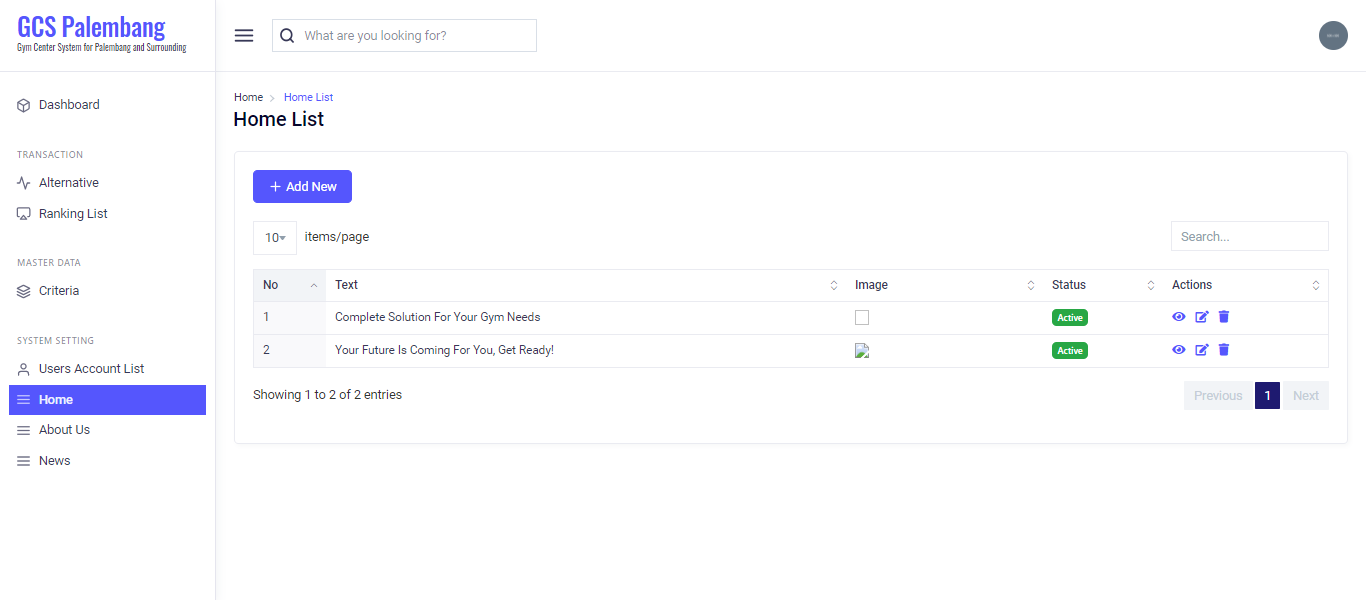 GCS Palembang
Gym Center System for Palembang and Surrounding
What are you looking for?
Dashboard
TRANSACTION
Alternative
Ranking List
MASTER DATA
Criteria
SYSTEM SETTING
Users Account List
Home
About Us
News
Home > Home List
Home List
+ Add New
10 items/page
Search...
No Text Image Status Actions
1 Complete Solution For Your Gym Needs Active
2 Your Future Is Coming For You, Get Ready! Active
Showing 1 to 2 of 2 entries
Previous 1 Next